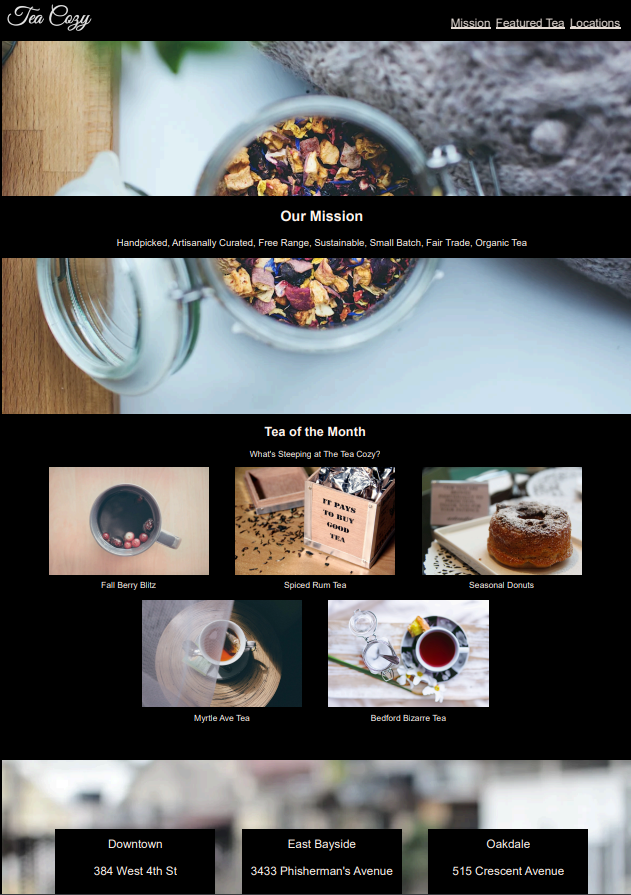 Tea Cozy
Mission Featured Tea Locations
Our Mission
Handpicked, Artisanally Curated, Free Range, Sustainable, Small Batch, Fair Trade, Organic Tea
Tea of the Month
What's Steeping at The Tea Cozy?
IT PAYS
TO BUY
GOOD
TEA
Fall Berry Blitz
Spiced Rum Tea
Seasonal Donuts
Myrtle Ave Tea
Bedford Bizarre Tea
Downtown
384 West 4th St
East Bayside
3433 Phisherman's Avenue
Oakdale
515 Crescent Avenue